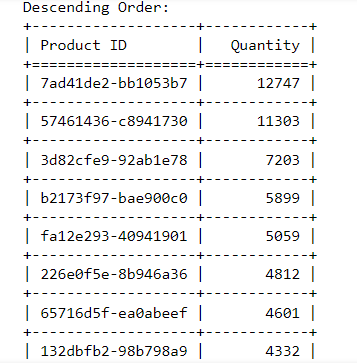 Descending Order:
+-------------------+------------+
| Product ID        |   Quantity |
+===================+============+
| 7ad41de2-bb1053b7 |      12747 |
+-------------------+------------+
| 57461436-c8941730 |      11303 |
+-------------------+------------+
| 3d82cfe9-92ab1e78 |       7203 |
+-------------------+------------+
| b2173f97-bae900c0 |       5899 |
+-------------------+------------+
| fa12e293-40941901 |       5059 |
+-------------------+------------+
| 226e0f5e-8b946a36 |       4812 |
+-------------------+------------+
| 65716d5f-ea0abeef |       4601 |
+-------------------+------------+
| 132dbfb2-98b798a9 |       4332 |